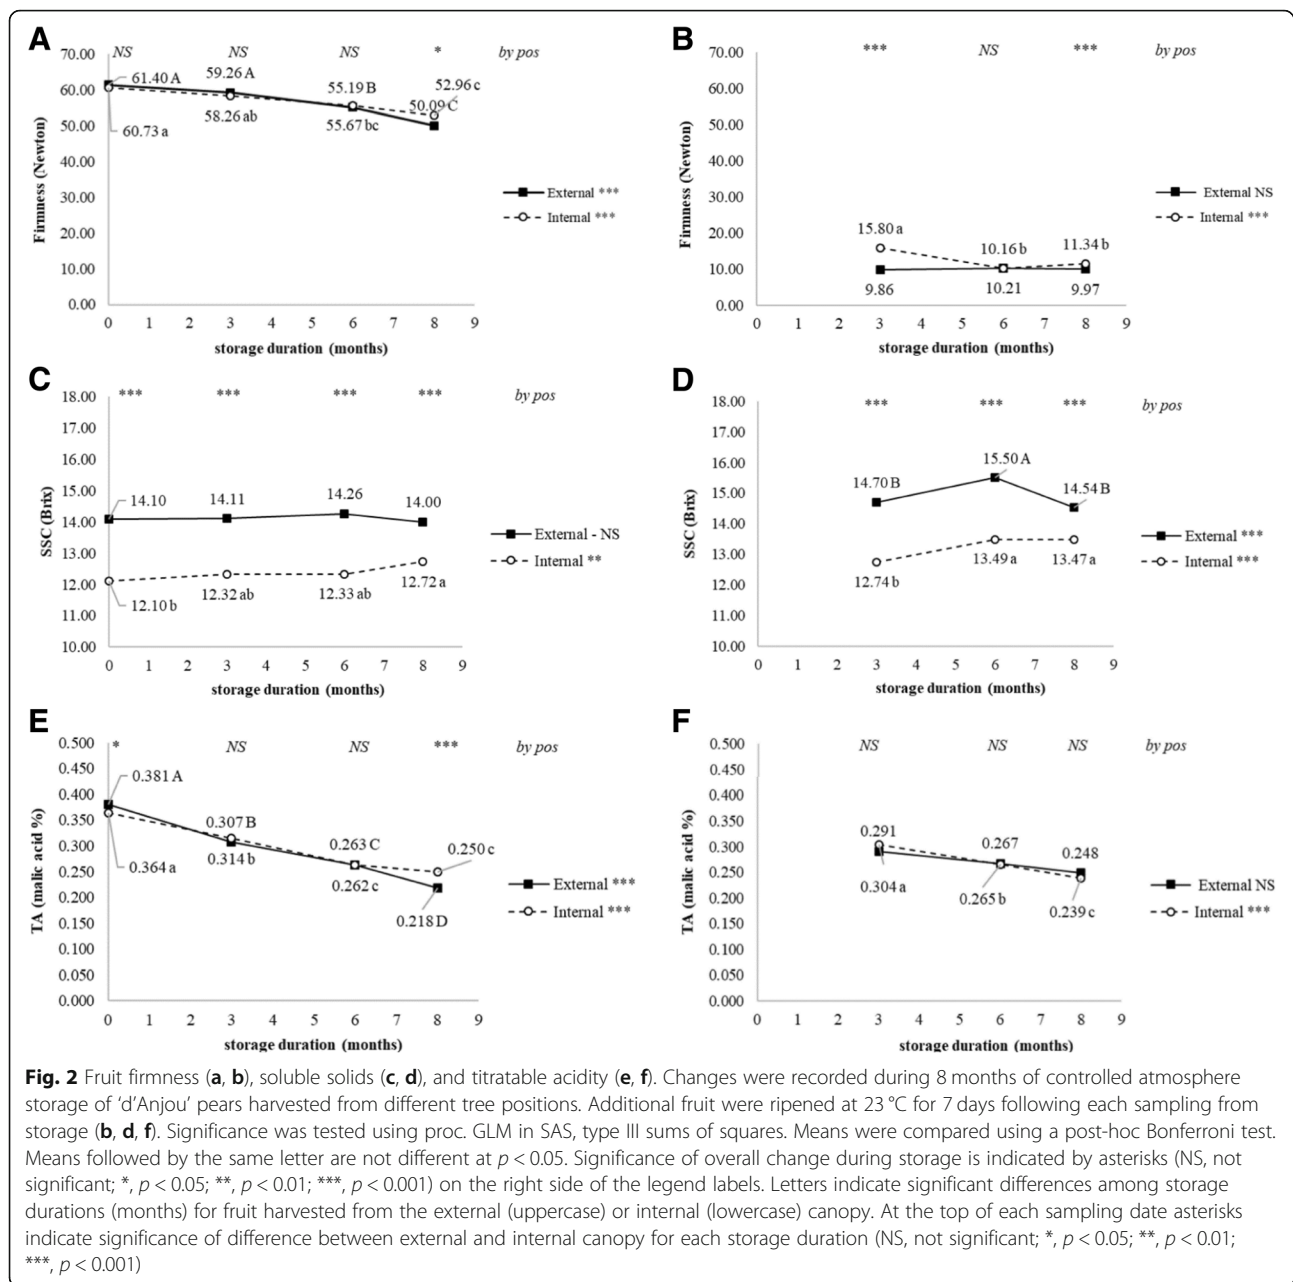 A
NS NS NS * by pos
70.00
60.00
50.00
40.00
30.00
20.00
10.00
0.00
Firmness (Newton)
61.40 A
59.26 A
55.19 B
52.96 c
50.09 C
60.73 a
58.26 ab
55.67 bc
External ***
Internal ***
0 1 2 3 4 5 6 7 8 9
storage duration (months)
B
*** NS *** by pos
70.00
60.00
50.00
40.00
30.00
20.00
10.00
0.00
Firmness (Newton)
15.80 a
10.16 b
11.34 b
9.86
10.21
9.97
External NS
Internal ***
0 1 2 3 4 5 6 7 8 9
storage duration (months)
C
*** *** *** *** by pos
18.00
17.00
16.00
15.00
14.00
13.00
12.00
11.00
10.00
SSC (Brix)
14.10
14.11
14.26
14.00
12.10 b
12.32 ab
12.33 ab
12.72 a
External - NS
Internal **
0 1 2 3 4 5 6 7 8 9
storage duration (months)
D
*** *** *** by pos
18.00
17.00
16.00
15.00
14.00
13.00
12.00
11.00
10.00
SSC (Brix)
14.70 B
15.50 A
14.54 B
12.74 b
13.49 a
13.47 a
External ***
Internal ***
0 1 2 3 4 5 6 7 8 9
storage duration (months)
E
* NS NS *** by pos
0.500
0.450
0.400
0.350
0.300
0.250
0.200
0.150
0.100
0.050
0.000
TA (malic acid %)
0.381 A
0.307 B
0.263 C
0.250 c
0.364 a
0.314 b
0.262 c
0.218 D
External ***
Internal ***
0 1 2 3 4 5 6 7 8 9
storage duration (months)
F
NS NS NS by pos
0.500
0.450
0.400
0.350
0.300
0.250
0.200
0.150
0.100
0.050
0.000
TA (malic acid %)
0.291
0.267
0.248
0.304 a
0.265 b
0.239 c
External NS
Internal ***
0 1 2 3 4 5 6 7 8 9
storage duration (months)
Fig. 2 Fruit firmness (a, b), soluble solids (c, d), and titratable acidity (e, f). Changes were recorded during 8 months of controlled atmosphere
storage of ‘d’Anjou’ pears harvested from different tree positions. Additional fruit were ripened at 23 °C for 7 days following each sampling from
storage (b, d, f). Significance was tested using proc. GLM in SAS, type III sums of squares. Means were compared using a post-hoc Bonferroni test.
Means followed by the same letter are not different at p < 0.05. Significance of overall change during storage is indicated by asterisks (NS, not
significant; *, p < 0.05; **, p < 0.01; ***, p < 0.001) on the right side of the legend labels. Letters indicate significant differences among storage
durations (months) for fruit harvested from the external (uppercase) or internal (lowercase) canopy. At the top of each sampling date asterisks
indicate significance of difference between external and internal canopy for each storage duration (NS, not significant; *, p < 0.05; **, p < 0.01;
***, p < 0.001)